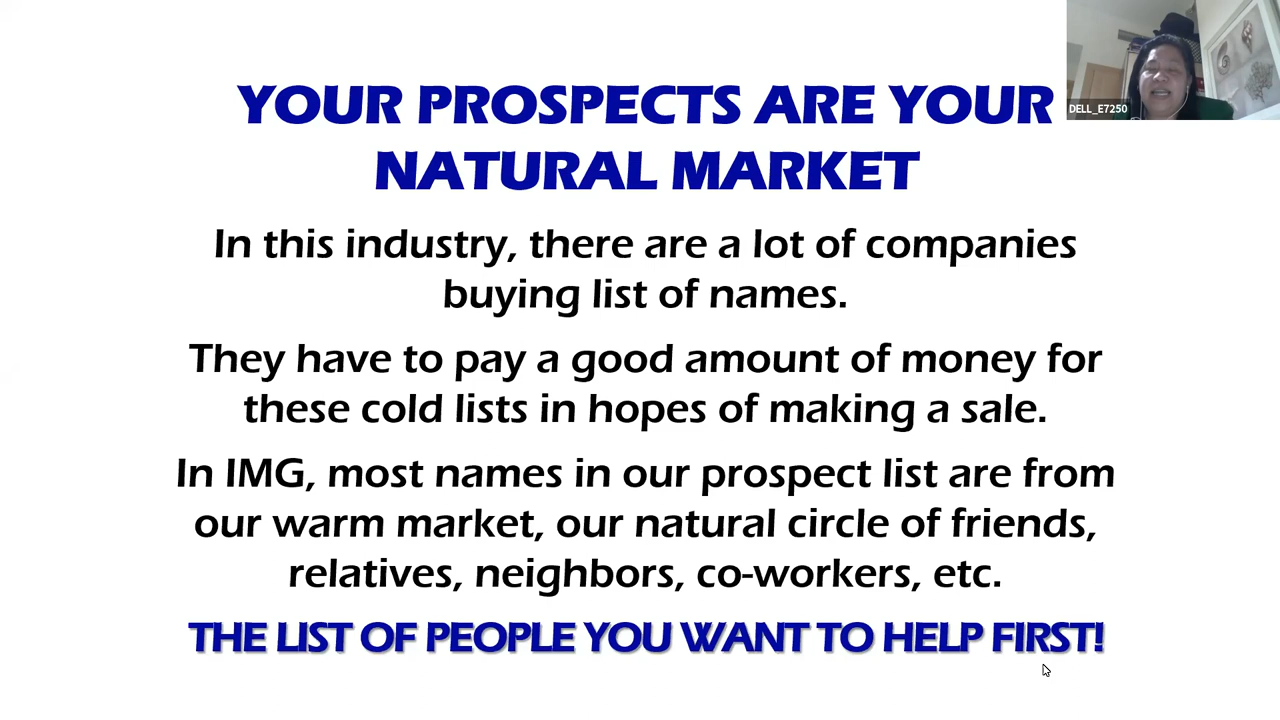 YOUR PROSPECTS ARE YOUR
NATURAL MARKET
DELL_E7250
In this industry, there are a lot of companies
buying list of names.
They have to pay a good amount of money for
these cold lists in hopes of making a sale.
In IMG, most names in our prospect list are from
our warm market, our natural circle of friends,
relatives, neighbors, co-workers, etc.
THE LIST OF PEOPLE YOU WANT TO HELP FIRST!